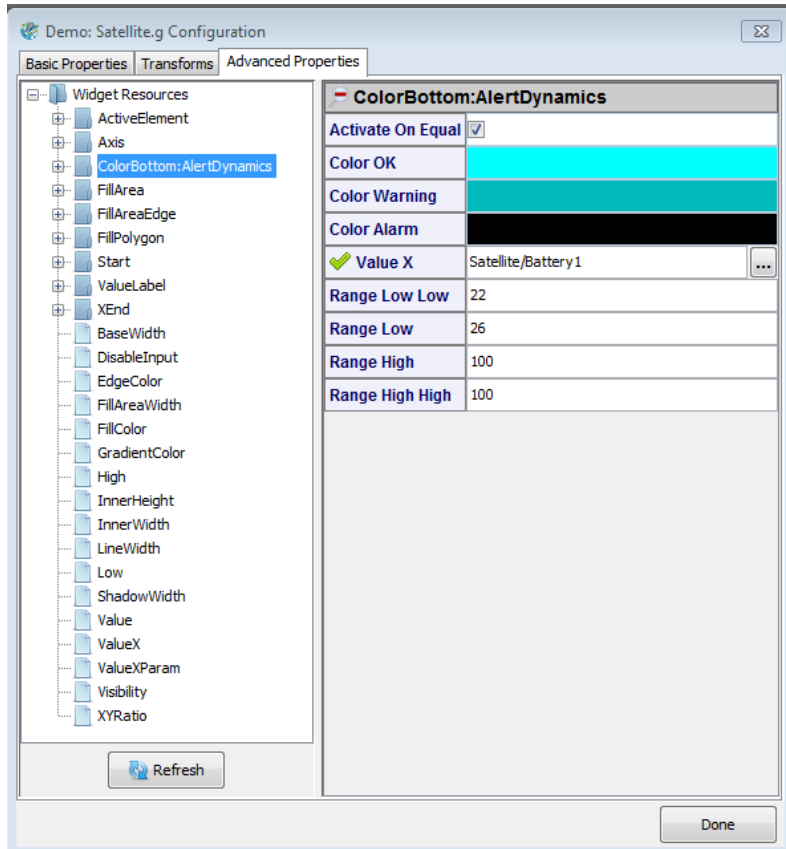 Demo: Satellite.g Configuration
Basic Properties Transforms Advanced Properties
Widget Resources
ActiveElement
Axis
ColorBottom:AlertDynamics
FillArea
FillAreaEdge
FillPolygon
Start
ValueLabel
XEnd
BaseWidth
DisableInput
EdgeColor
FillAreaWidth
FillColor
GradientColor
High
InnerHeight
InnerWidth
LineWidth
Low
ShadowWidth
Value
ValueX
ValueXParam
Visibility
XYRatio
Refresh
ColorBottom:AlertDynamics
Activate On Equal
Color OK
Color Warning
Color Alarm
Value X Satellite/Battery1 ...
Range Low Low 22
Range Low 26
Range High 100
Range High High 100
Done